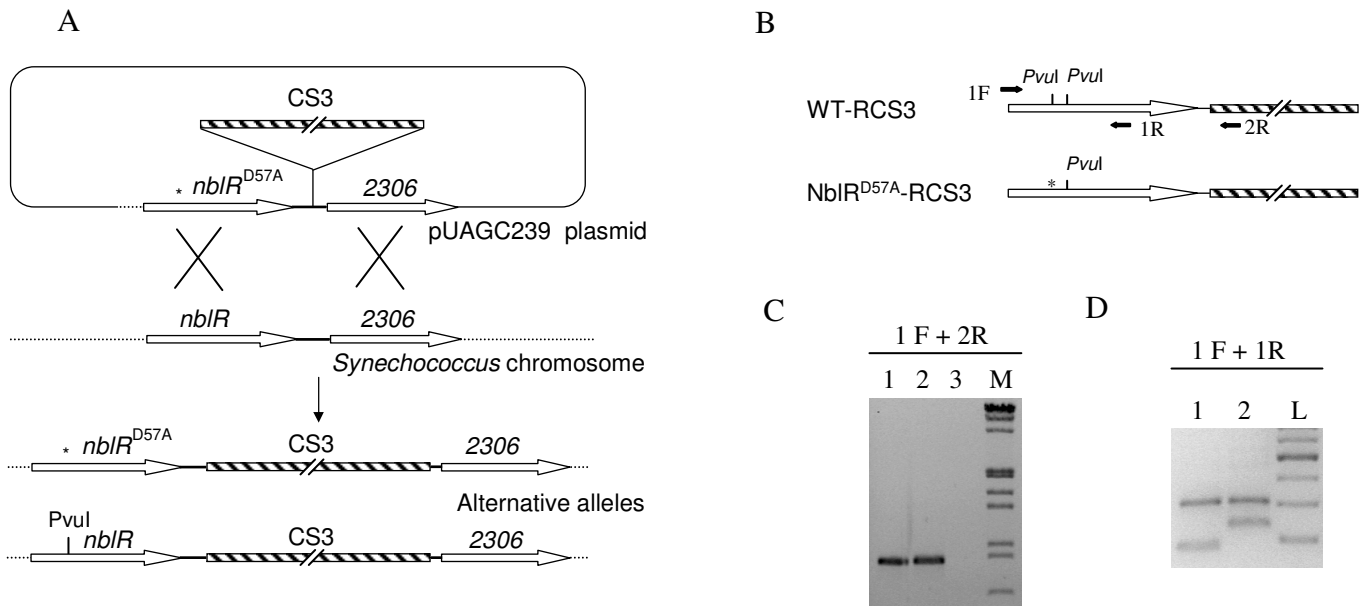 A
CS3
* nblR^D57A 2306
pUAGC239 plasmid
nblR 2306
Synechococcus chromosome
* nblR^D57A CS3 2306
Alternative alleles
PvuI
nblR CS3 2306
B
PvuI PvuI
1F
WT-RCS3
1R 2R
PvuI
*
NblR^D57A-RCS3
C
1 F + 2R
1 2 3 M
D
1 F + 1R
1 2 L